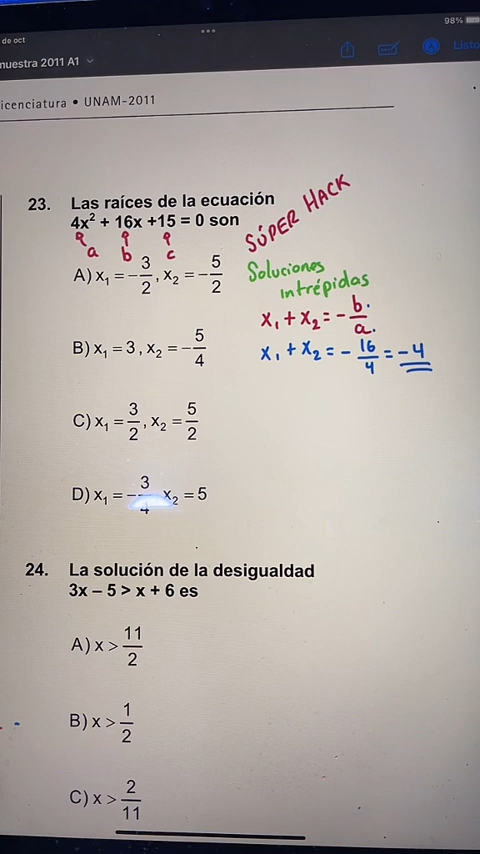 98%
de oct
muestra 2011 A1
Listo
icenciatura • UNAM-2011
23. Las raíces de la ecuación
4x² + 16x +15 = 0 son
a b c
SÚPER HACK
Soluciones
intrépidas
A) x₁ = -3/2, x₂ = -5/2
x₁ + x₂ = - b/a
B) x₁ = 3, x₂ = -5/4
x₁ + x₂ = - 16/4 = -4
C) x₁ = 3/2, x₂ = 5/2
D) x₁ = -3/4 x₂ = 5
24. La solución de la desigualdad
3x – 5 > x + 6 es
A) x > 11/2
B) x > 1/2
C) x > 2/11